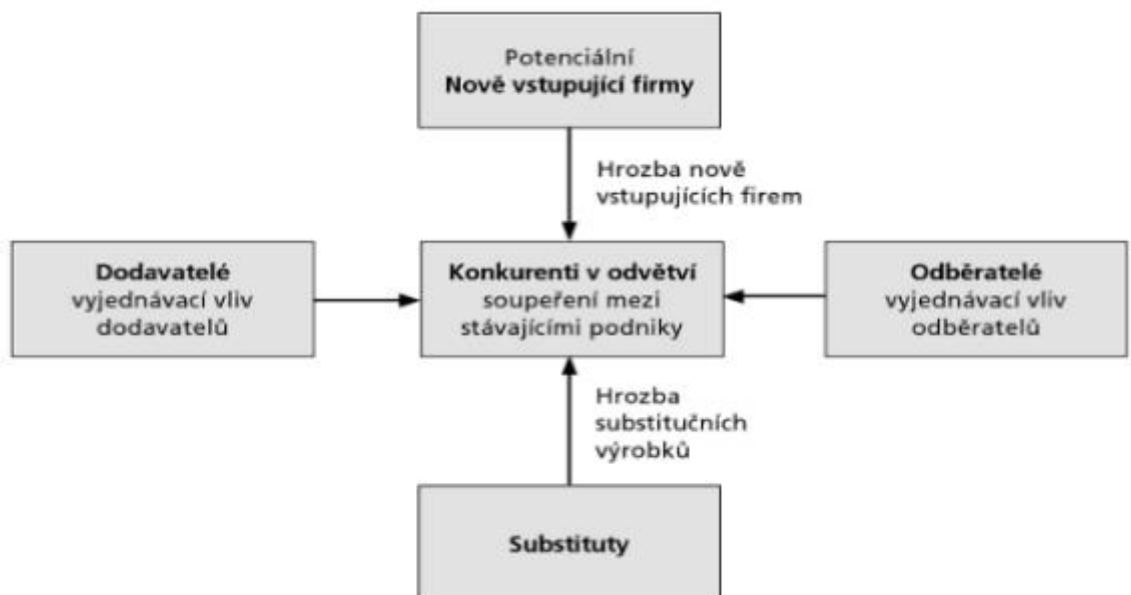 Potenciální
Nově vstupující firmy
Hrozba nově
vstupujících firem
Dodavatelé
vyjednávací vliv
dodavatelů
Konkurenti v odvětví
soupeření mezi
stávajícími podniky
Odběratelé
vyjednávací vliv
odběratelů
Hrozba
substitučních
výrobků
Substituty